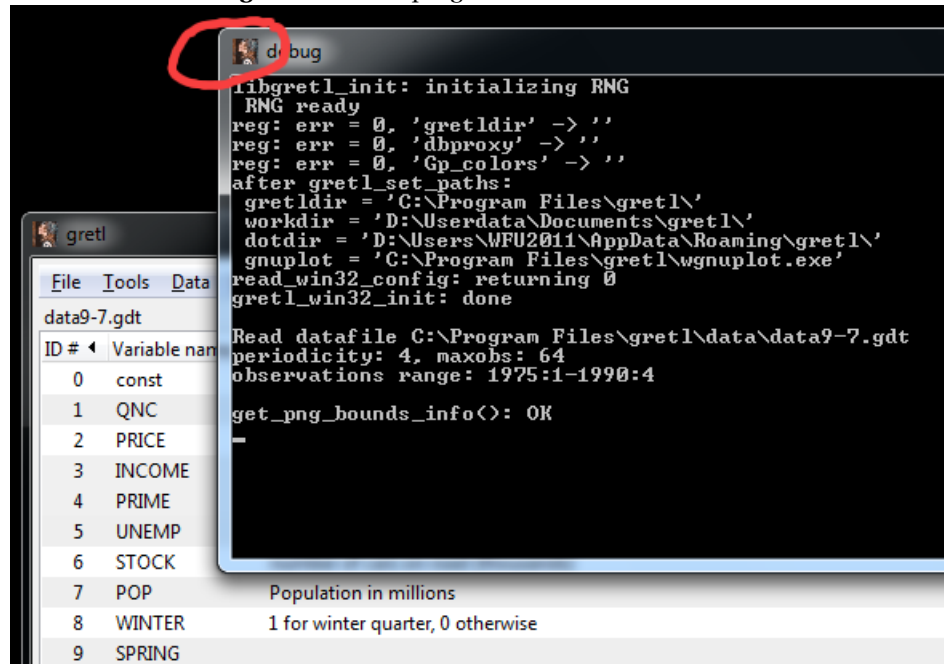 debug
libgretl_init: initializing RNG
RNG ready
reg: err = 0, 'gretldir' -> ''
reg: err = 0, 'dbproxy' -> ''
reg: err = 0, 'Gp_colors' -> ''
after gretl_set_paths:
gretldir = 'C:\Program Files\gretl\'
workdir = 'D:\Userdata\Documents\gretl\'
dotdir = 'D:\Users\WFU2011\AppData\Roaming\gretl\'
gnuplot = 'C:\Program Files\gretl\wgnuplot.exe'
read_win32_config: returning 0
gretl_win32_init: done
Read datafile C:\Program Files\gretl\data\data9-7.gdt
periodicity: 4, maxobs: 64
observations range: 1975:1-1990:4
get_png_bounds_info(): OK
gretl
File Tools Data
data9-7.gdt
ID # Variable nam
0 const
1 QNC
2 PRICE
3 INCOME
4 PRIME
5 UNEMP
6 STOCK
7 POP Population in millions
8 WINTER 1 for winter quarter, 0 otherwise
9 SPRING